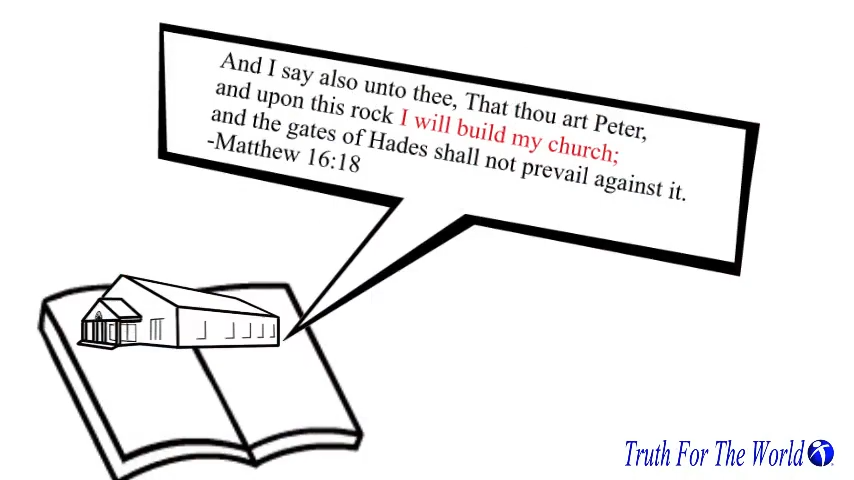 And I say also unto thee, That thou art Peter,
and upon this rock I will build my church;
and the gates of Hades shall not prevail against it.
-Matthew 16:18
Truth For The World